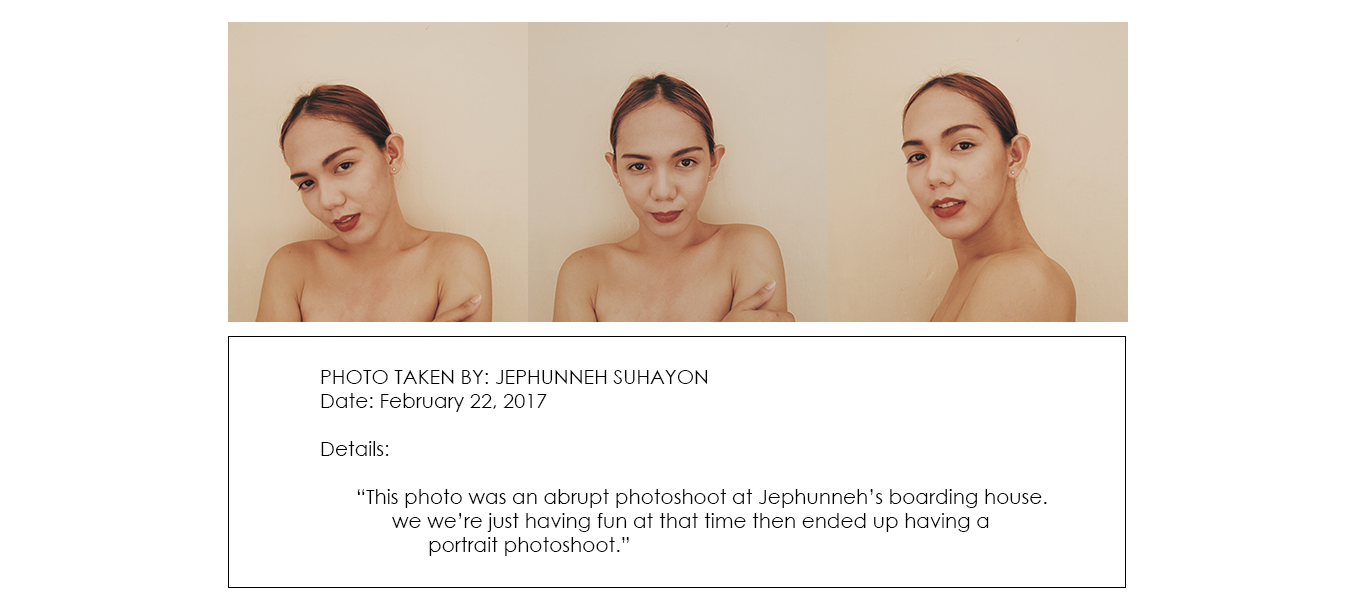 PHOTO TAKEN BY: JEPHUNNEH SUHAYON
Date: February 22, 2017
Details:
“This photo was an abrupt photoshoot at Jephunneh’s boarding house.
we we’re just having fun at that time then ended up having a
portrait photoshoot.”